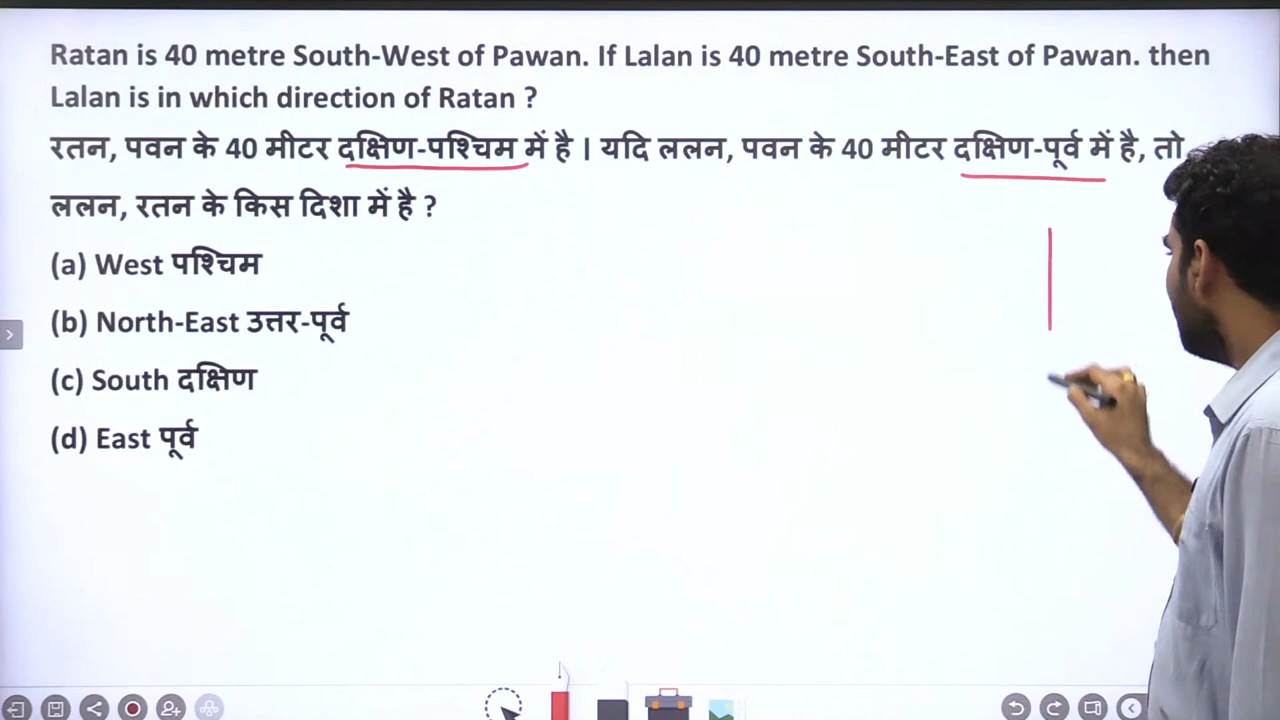 Ratan is 40 metre South-West of Pawan. If Lalan is 40 metre South-East of Pawan. then
Lalan is in which direction of Ratan ?
रतन, पवन के 40 मीटर दक्षिण-पश्चिम में है । यदि ललन, पवन के 40 मीटर दक्षिण-पूर्व में है, तो
ललन, रतन के किस दिशा में है ?
(a) West पश्चिम
(b) North-East उत्तर-पूर्व
(c) South दक्षिण
(d) East पूर्व